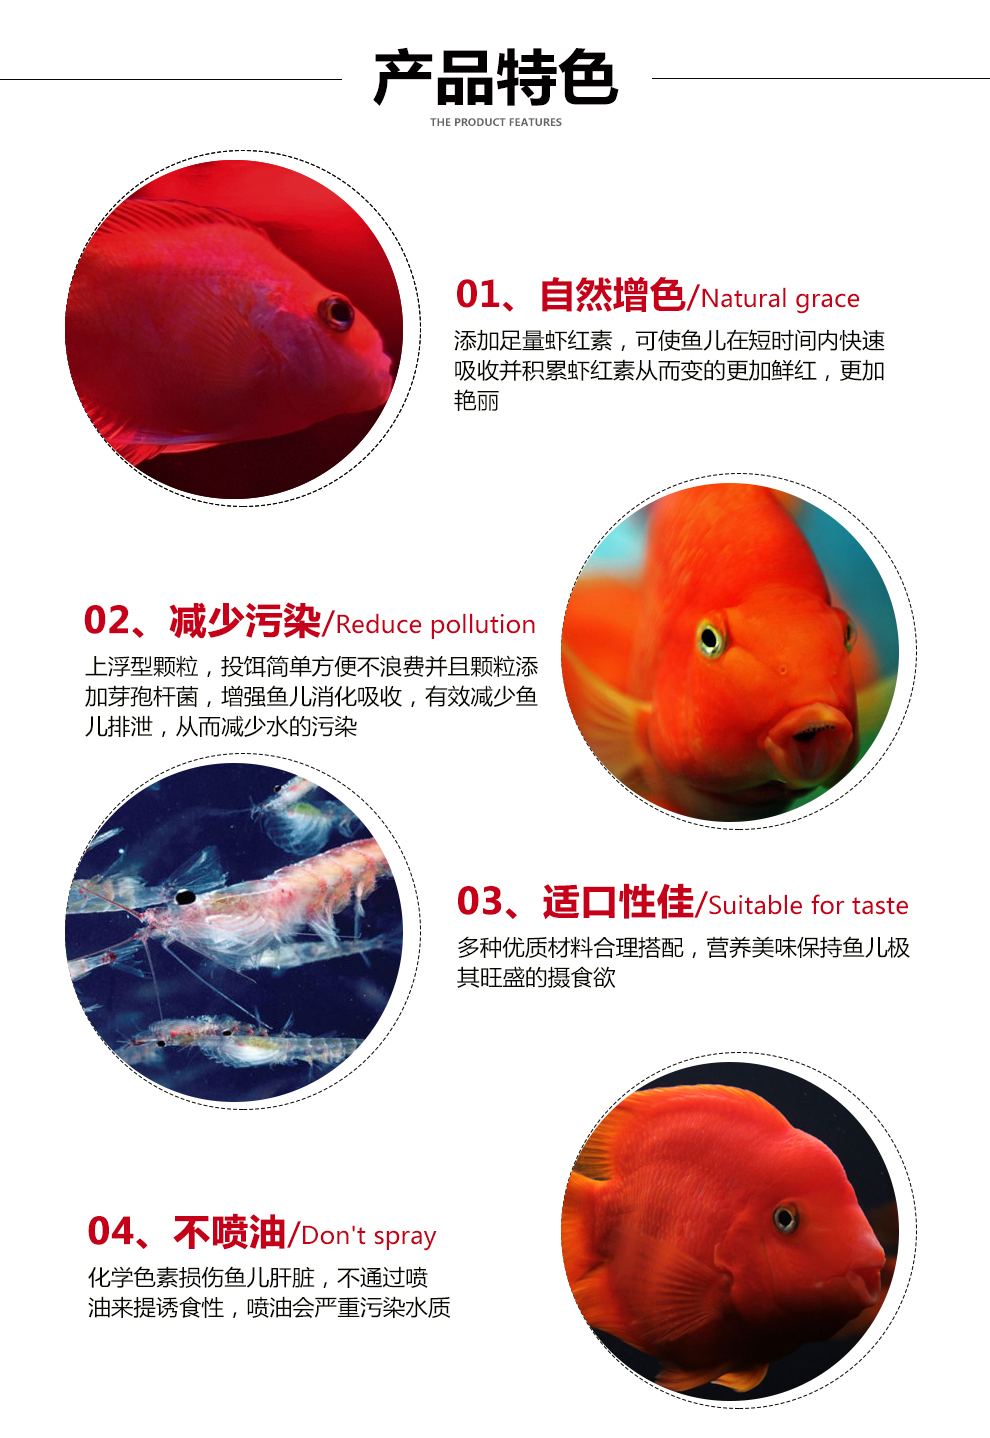 产品特色
THE PRODUCT FEATURES
01、自然增色/Natural grace
添加足量虾红素，可使鱼儿在短时间内快速
吸收并积累虾红素从而变的更加鲜红，更加
艳丽
02、减少污染/Reduce pollution
上浮型颗粒，投饵简单方便不浪费并且颗粒添
加芽孢杆菌，增强鱼儿消化吸收，有效减少鱼
儿排泄，从而减少水的污染
03、适口性佳/Suitable for taste
多种优质材料合理搭配，营养美味保持鱼儿极
其旺盛的摄食欲
04、不喷油/Don't spray
化学色素损伤鱼儿肝脏，不通过喷
油来提诱食性，喷油会严重污染水质